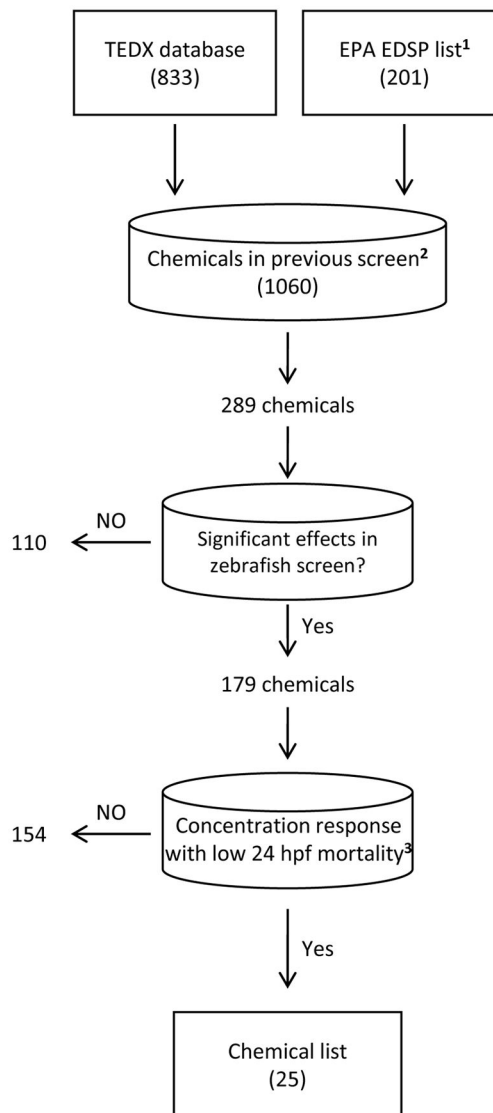 TEDX database
(833)
EPA EDSP list¹
(201)
Chemicals in previous screen²
(1060)
289 chemicals
NO
110
Significant effects in
zebrafish screen?
Yes
179 chemicals
NO
154
Concentration response
with low 24 hpf mortality³
Yes
Chemical list
(25)